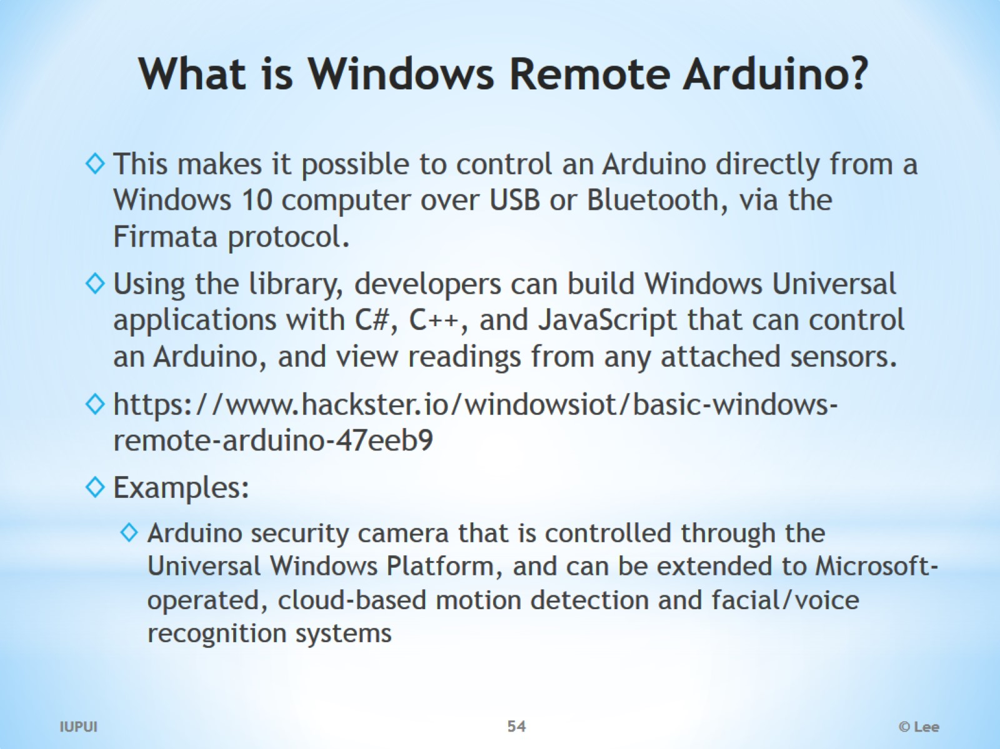 What is Windows Remote Arduino?
This makes it possible to control an Arduino directly from a
Windows 10 computer over USB or Bluetooth, via the
Firmata protocol.
Using the library, developers can build Windows Universal
applications with C#, C++, and JavaScript that can control
an Arduino, and view readings from any attached sensors.
https://www.hackster.io/windowsiot/basic-windows-
remote-arduino-47eeb9
Examples:
Arduino security camera that is controlled through the
Universal Windows Platform, and can be extended to Microsoft-
operated, cloud-based motion detection and facial/voice
recognition systems
IUPUI
54
© Lee